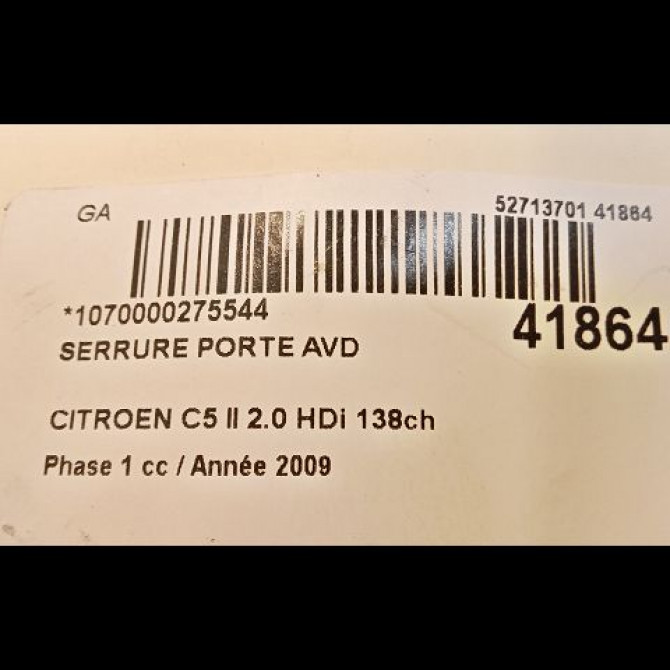 GA
52713701 41864
*1070000275544
41864
SERRURE PORTE AVD
CITROEN C5 II 2.0 HDi 138ch
Phase 1 cc / Année 2009